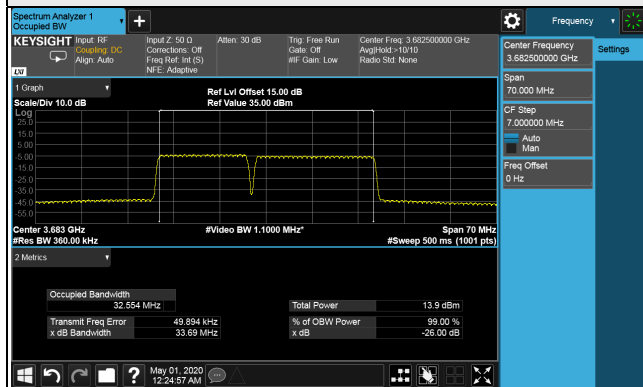 Spectrum Analyzer 1
Occupied BW
Frequency
KEYSIGHT
Input: RF
Coupling: DC
Align: Auto
Input Z: 50 Ω
Corrections: Off
Freq Ref: Int (S)
NFE: Adaptive
Atten: 30 dB
Trig: Free Run
Gate: Off
#IF Gain: Low
Center Freq: 3.682500000 GHz
Avg|Hold:>10/10
Radio Std: None
LXI
Center Frequency
3.682500000 GHz
Settings
Span
70.000 MHz
CF Step
7.000000 MHz
Auto
Man
Freq Offset
0 Hz
1 Graph
Scale/Div 10.0 dB
Ref Lvl Offset 15.00 dB
Ref Value 35.00 dBm
Log
25.0
15.0
5.00
-5.00
-15.0
-25.0
-35.0
-45.0
-55.0
Center 3.683 GHz
#Res BW 360.00 kHz
#Video BW 1.1000 MHz*
Span 70 MHz
#Sweep 500 ms (1001 pts)
2 Metrics
Occupied Bandwidth
32.554 MHz
Total Power 13.9 dBm
Transmit Freq Error 49.894 kHz
% of OBW Power 99.00 %
x dB Bandwidth 33.69 MHz
x dB -26.00 dB
?
May 01, 2020
12:24:57 AM